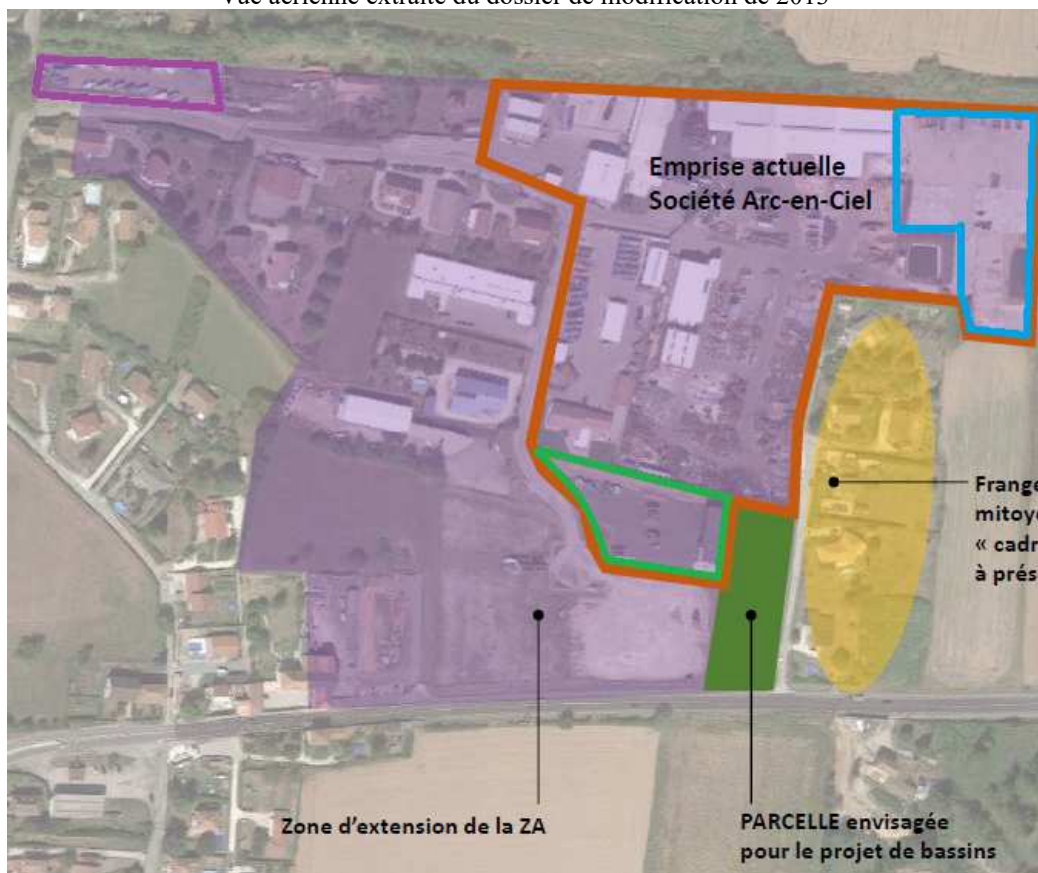 Vue aérienne extraite du dossier de modification de 2015
Emprise actuelle
Société Arc-en-Ciel
Frange
mitoye
« cadr
à prés
Zone d'extension de la ZA
PARCELLE envisagée
pour le projet de bassins